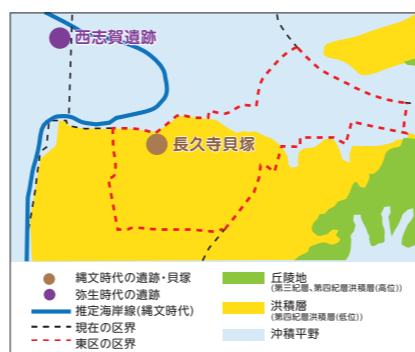 西志賀遺跡
長久寺貝塚
縄文時代の遺跡・貝塚
弥生時代の遺跡
推定海岸線(縄文時代)
現在の区界
東区の区界
丘陵地
(第三紀層、第四紀層洪積層(高位))
洪積層
(第四紀層洪積層(低位))
沖積平野